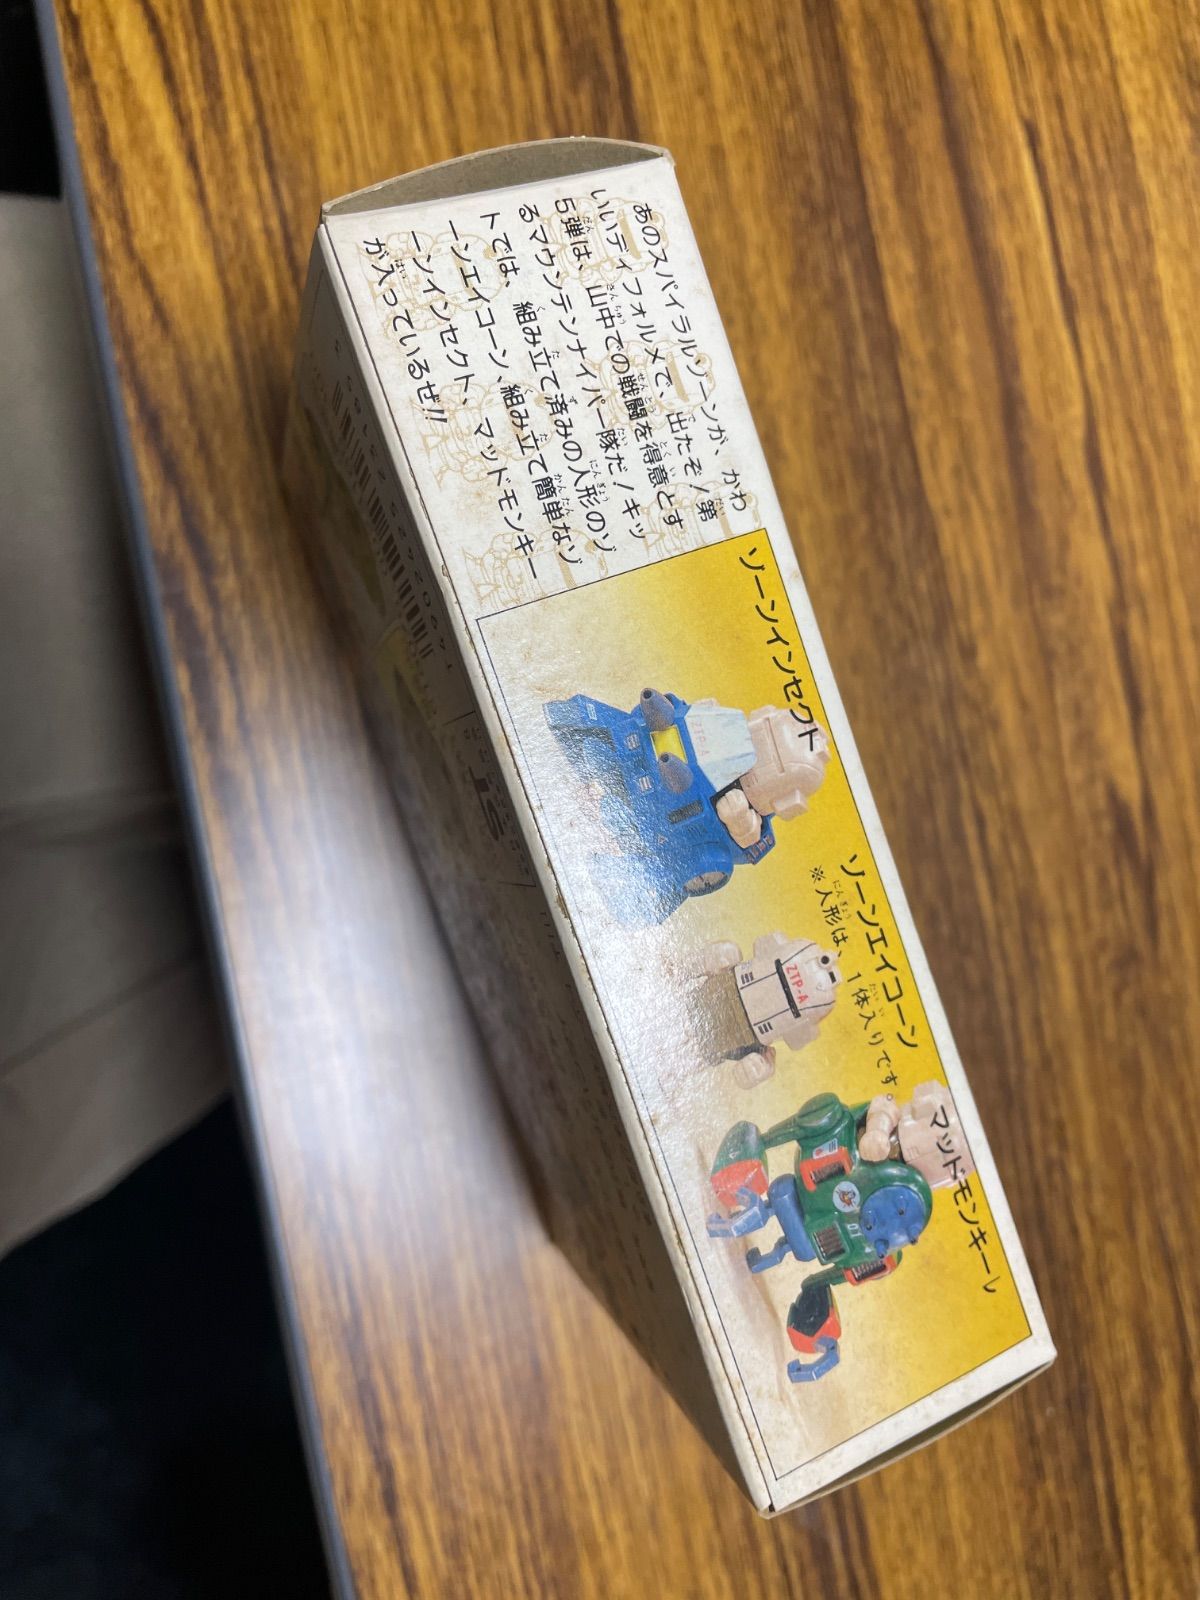 あのスパイラルゾーンが、かわ
いいディフォルメで、出たぞ！第
5弾は、山中での戦闘を得意とす
るマウンテンナイパー隊だ！キッ
トでは、組み立て済みの人形のゾ
ーンエイコーン、組み立て簡単なゾ
ーンインセクト、マッドモンキー
が入っているぜ!!
ゾーンインセクト
ZTP-A
ゾーンエイコーン
※人形は、1体入りです。
ZTP-A
マッドモンキー
ST